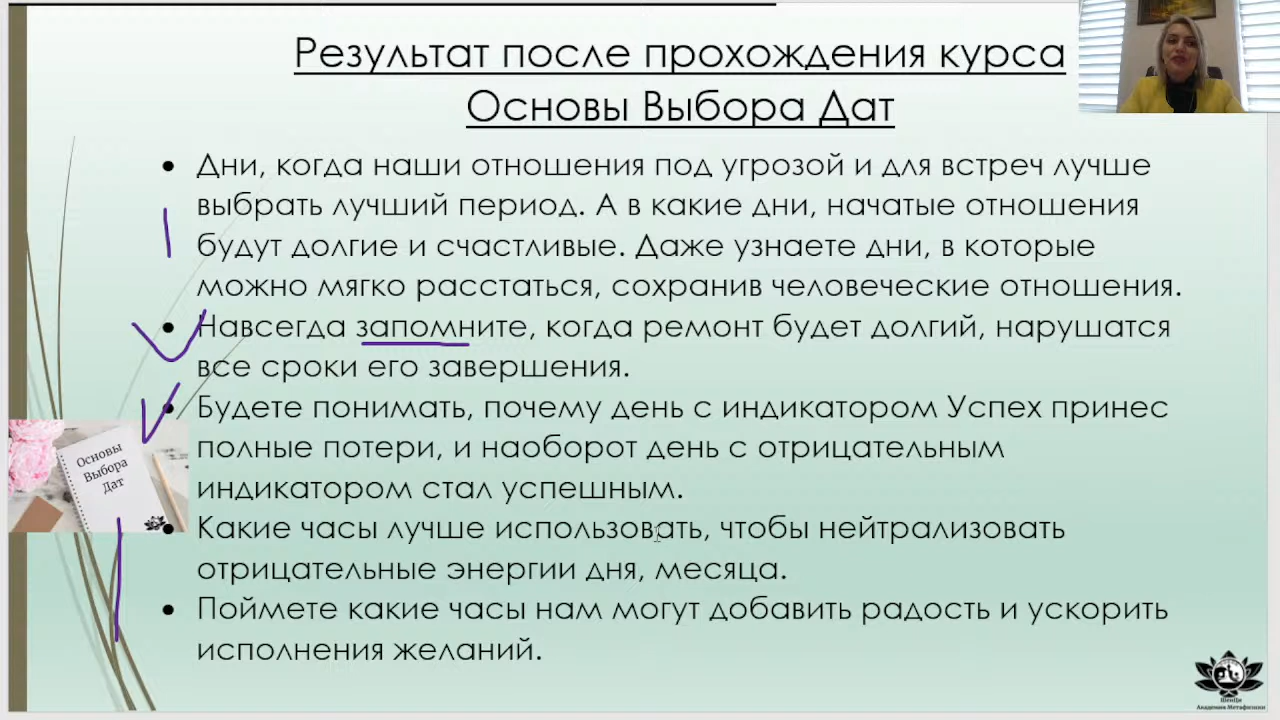 Результат после прохождения курса
Основы Выбора Дат
• Дни, когда наши отношения под угрозой и для встреч лучше
выбрать лучший период. А в какие дни, начатые отношения
будут долгие и счастливые. Даже узнаете дни, в которые
можно мягко расстаться, сохранив человеческие отношения.
• Навсегда запомните, когда ремонт будет долгий, нарушатся
все сроки его завершения.
• Будете понимать, почему день с индикатором Успех принес
полные потери, и наоборот день с отрицательным
индикатором стал успешным.
• Какие часы лучше использовать, чтобы нейтрализовать
отрицательные энергии дня, месяца.
• Поймете какие часы нам могут добавить радость и ускорить
исполнения желаний.
Основы
Выбора
Дат
ШенЦи
Академия Метафизики